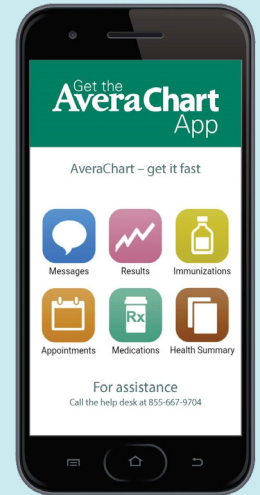 Get the
AveraChart
App
AveraChart – get it fast
Messages Results Immunizations
Rx
Appointments Medications Health Summary
For assistance
Call the help desk at 855-667-9704